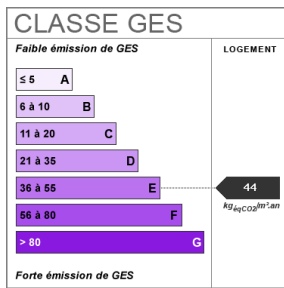 CLASSE GES
Faible émission de GES
LOGEMENT
≤ 5 A
6 à 10 B
11 à 20 C
21 à 35 D
36 à 55 E
44
kgéqCO2/m².an
56 à 80 F
> 80 G
Forte émission de GES